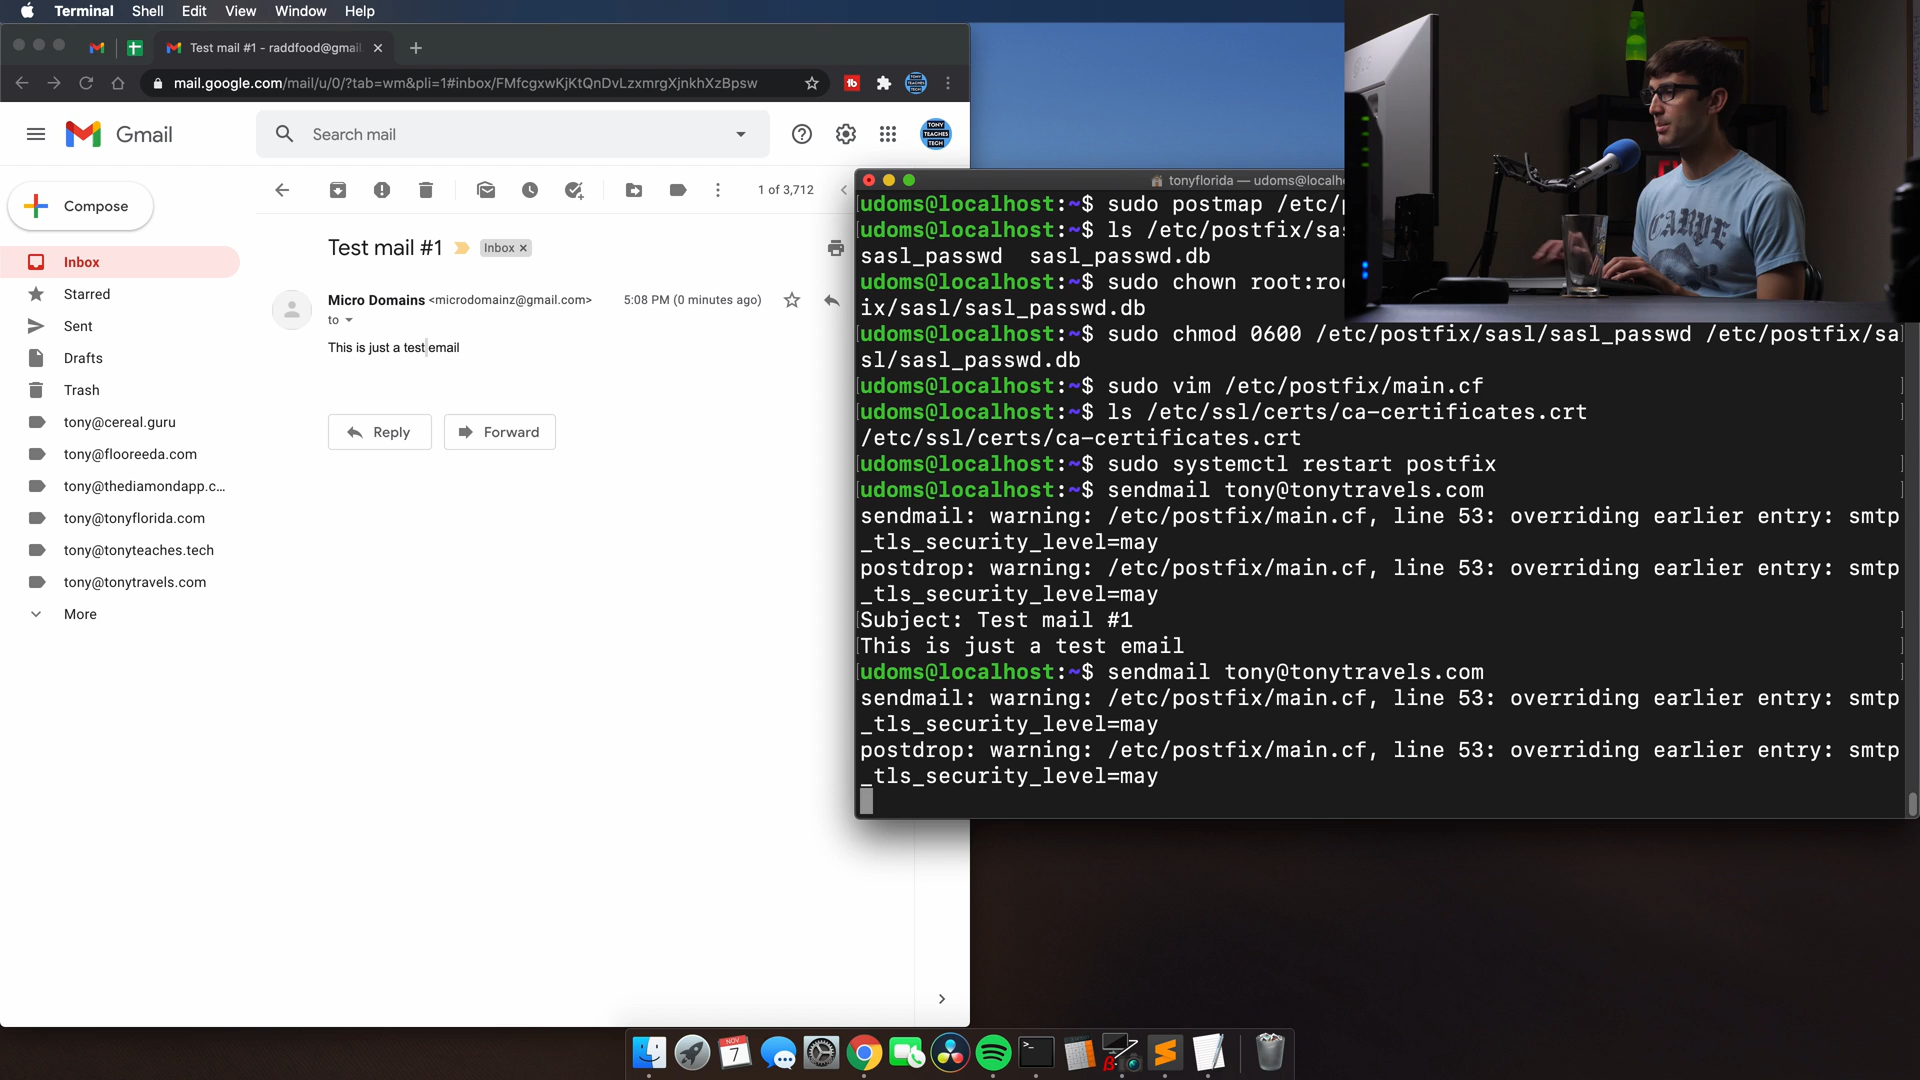 Terminal Shell Edit View Window Help
Test mail #1 - raddfood@gmail.
mail.google.com/mail/u/0/?tab=wm&pli=1#inbox/FMfcgxwKjKtQnDvLzxmrgXjnkhXzBpsw
Gmail
Search mail
TONY TEACHES TECH
Compose
1 of 3,712
Test mail #1
Inbox
Inbox
Starred
Sent
Drafts
Trash
tony@cereal.guru
tony@flooreeda.com
tony@thediamondapp.c...
tony@tonyflorida.com
tony@tonyteaches.tech
tony@tonytravels.com
More
Micro Domains <microdomainz@gmail.com>
5:08 PM (0 minutes ago)
to
This is just a test email
Reply
Forward
tonyflorida — udoms@localh
udoms@localhost:~$ sudo postmap /etc/
udoms@localhost:~$ ls /etc/postfix/sas
sasl_passwd sasl_passwd.db
udoms@localhost:~$ sudo chown root:ro
ix/sasl/sasl_passwd.db
udoms@localhost:~$ sudo chmod 0600 /etc/postfix/sasl/sasl_passwd /etc/postfix/sa
sl/sasl_passwd.db
udoms@localhost:~$ sudo vim /etc/postfix/main.cf
udoms@localhost:~$ ls /etc/ssl/certs/ca-certificates.crt
/etc/ssl/certs/ca-certificates.crt
udoms@localhost:~$ sudo systemctl restart postfix
udoms@localhost:~$ sendmail tony@tonytravels.com
sendmail: warning: /etc/postfix/main.cf, line 53: overriding earlier entry: smtp
_tls_security_level=may
postdrop: warning: /etc/postfix/main.cf, line 53: overriding earlier entry: smtp
_tls_security_level=may
Subject: Test mail #1
This is just a test email
udoms@localhost:~$ sendmail tony@tonytravels.com
sendmail: warning: /etc/postfix/main.cf, line 53: overriding earlier entry: smtp
_tls_security_level=may
postdrop: warning: /etc/postfix/main.cf, line 53: overriding earlier entry: smtp
_tls_security_level=may
CARPE
NOV
7